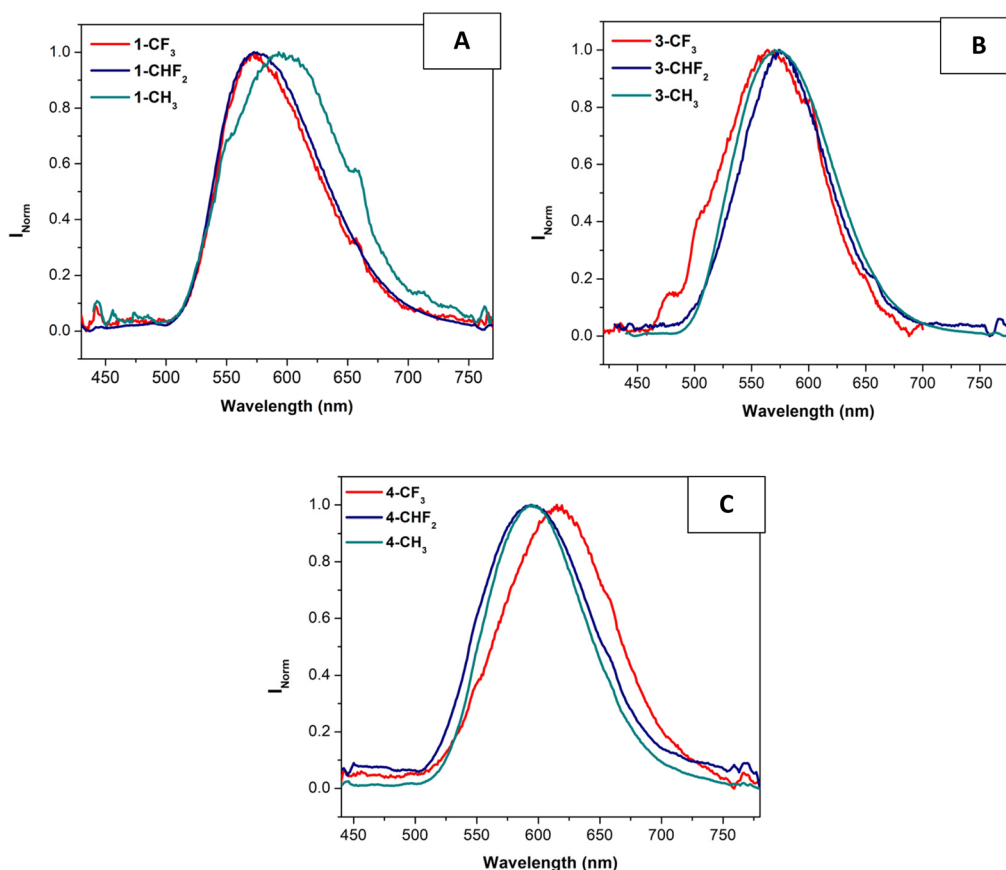 A
1-CF3
1-CHF2
1-CH3
1.0
0.8
0.6
0.4
0.2
0.0
INorm
450 500 550 600 650 700 750
Wavelength (nm)
B
3-CF3
3-CHF2
3-CH3
1.0
0.8
0.6
0.4
0.2
0.0
INorm
450 500 550 600 650 700 750
Wavelength (nm)
C
4-CF3
4-CHF2
4-CH3
1.0
0.8
0.6
0.4
0.2
0.0
INorm
450 500 550 600 650 700 750
Wavelength (nm)